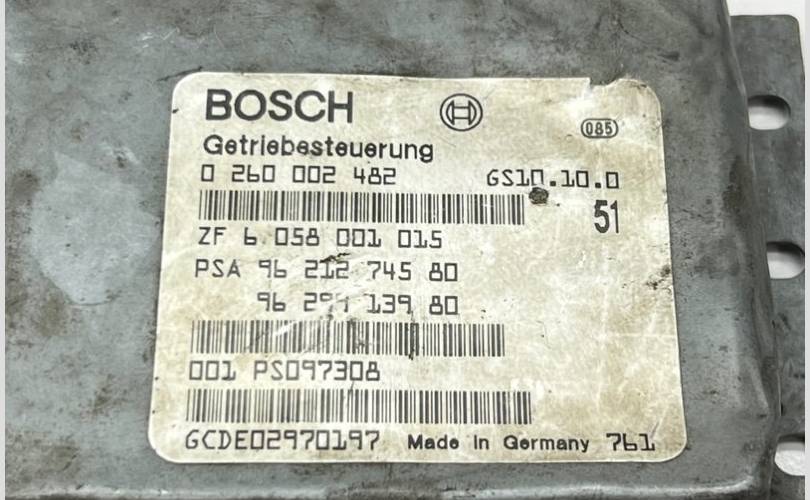 BOSCH
085
Getriebesteuerung
0 260 002 482 GS10.10.0
51
ZF 6 058 001 015
PSA 96 212 745 80
96 139 80
001 PS097308
GCDE02970197 Made in Germany 761